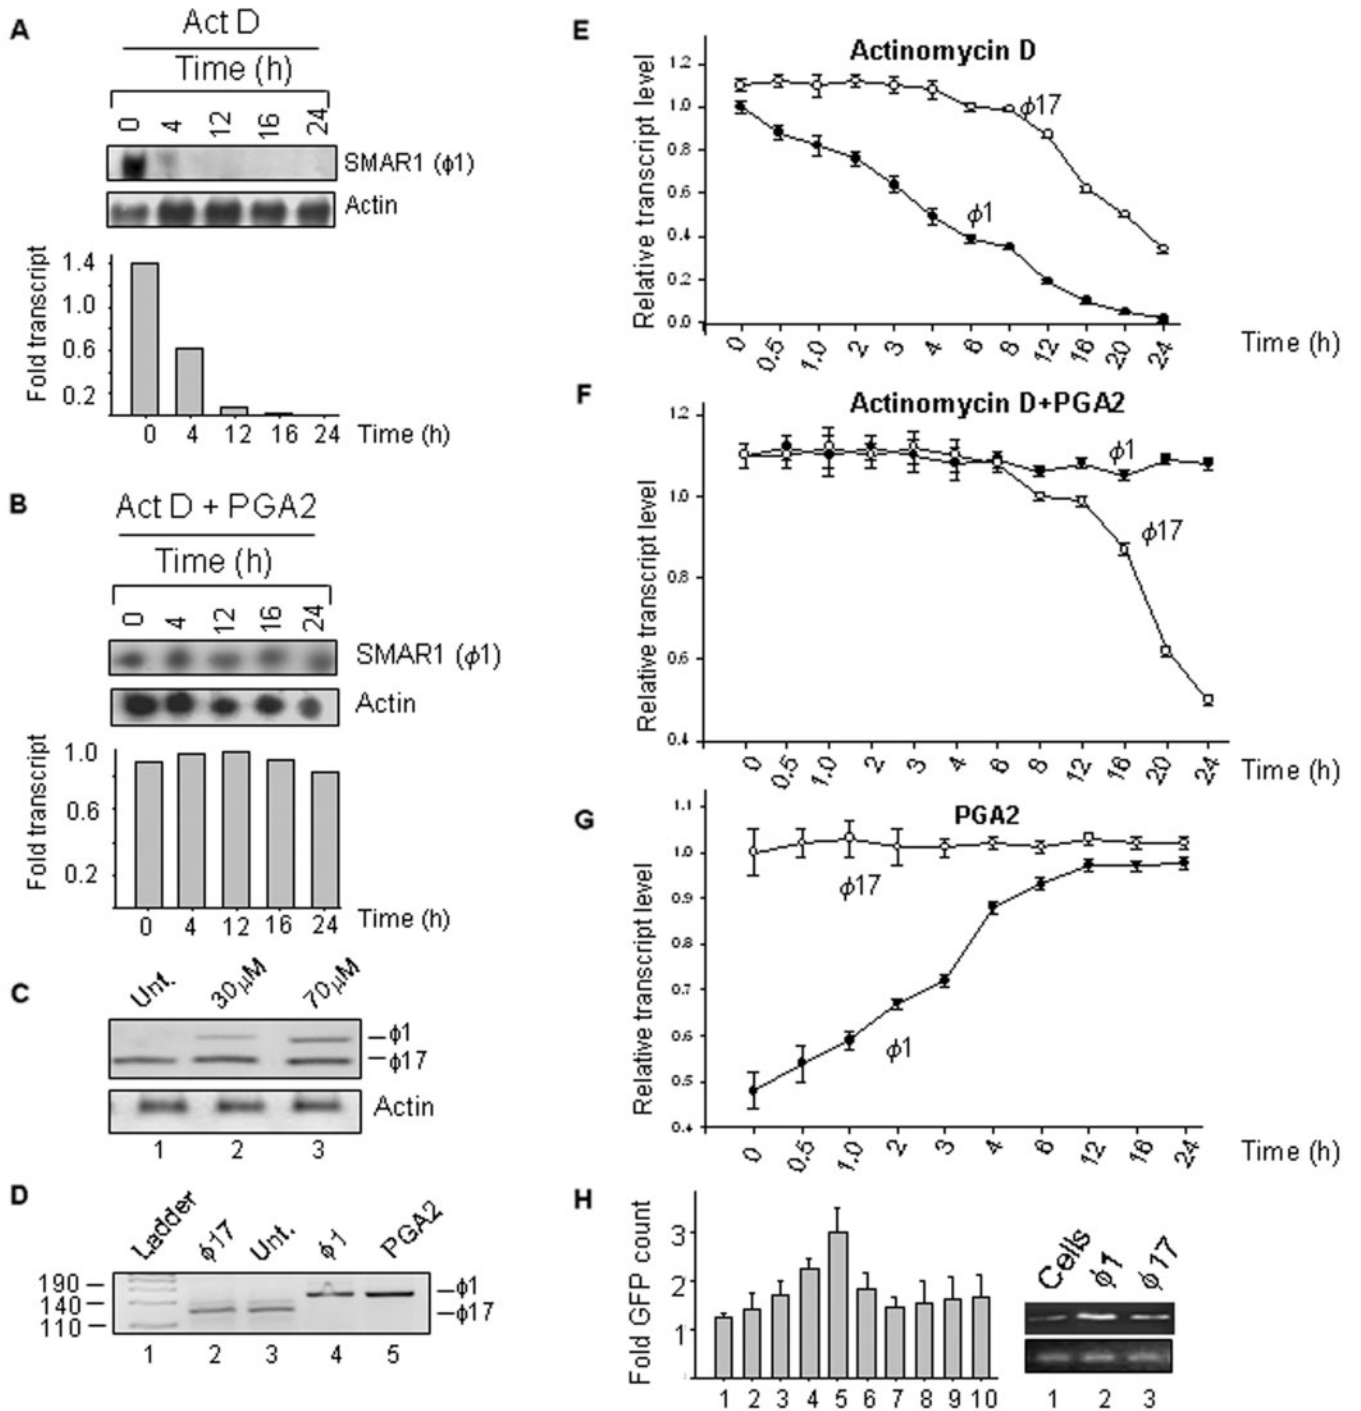 A
Act D
Time (h)
0 4 12 16 24
SMAR1 (ϕ1)
Actin
Fold transcript
1.4
1.0
0.6
0.2
0 4 12 16 24 Time (h)
B
Act D + PGA2
Time (h)
0 4 12 16 24
SMAR1 (ϕ1)
Actin
Fold transcript
1.0
0.6
0.2
0 4 12 16 24 Time (h)
C
Unt. 30μM 70μM
ϕ1
ϕ17
Actin
1 2 3
D
Ladder ϕ17 Unt. ϕ1 PGA2
190
140
110
ϕ1
ϕ17
1 2 3 4 5
E
Actinomycin D
Relative transcript level
1.2
1.0
0.8
0.6
0.4
0.2
0.0
ϕ17
ϕ1
0 0.5 1.0 2 3 4 6 8 12 16 20 24 Time (h)
F
Actinomycin D+PGA2
Relative transcript level
1.2
1.0
0.8
0.6
0.4
ϕ1
ϕ17
0 0.5 1.0 2 3 4 6 8 12 16 20 24 Time (h)
G
PGA2
Relative transcript level
1.1
1.0
0.9
0.8
0.7
0.6
0.5
0.4
ϕ17
ϕ1
0 0.5 1.0 2 3 4 6 12 16 24 Time (h)
H
Fold GFP count
3
2
1
1 2 3 4 5 6 7 8 9 10
Cells ϕ1 ϕ17
1 2 3